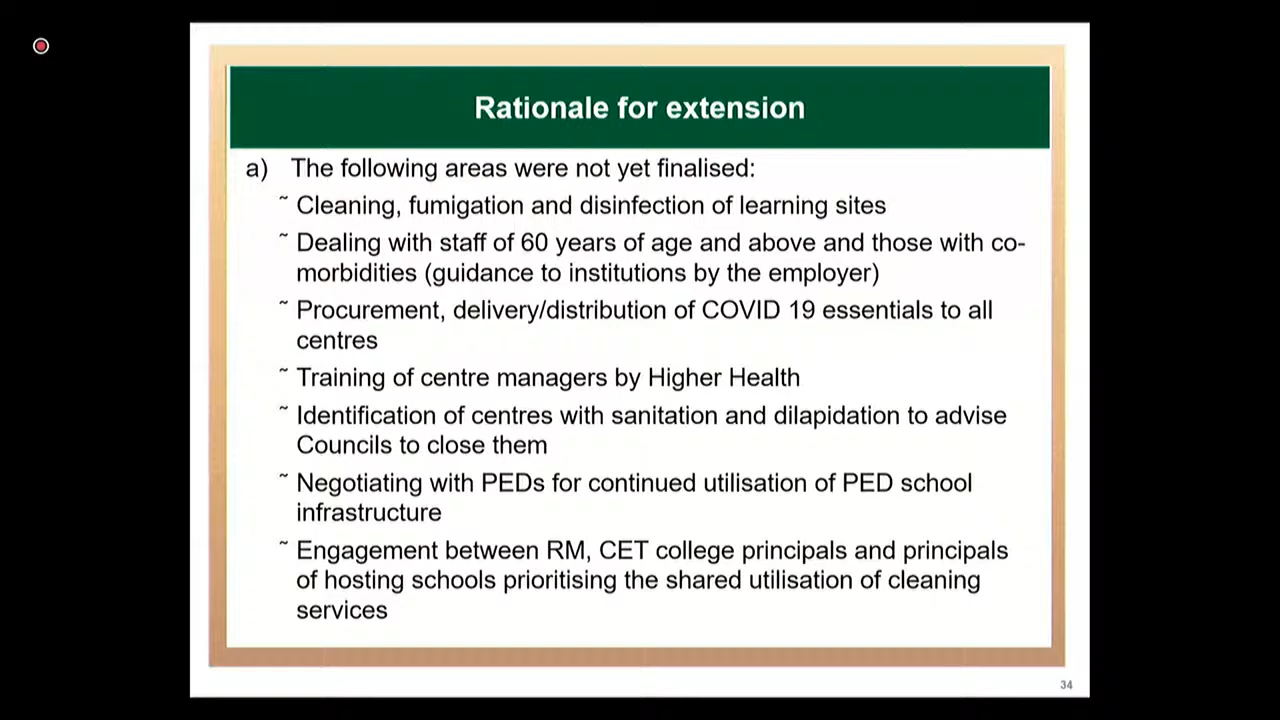 Rationale for extension
a) The following areas were not yet finalised:
˜ Cleaning, fumigation and disinfection of learning sites
˜ Dealing with staff of 60 years of age and above and those with co-
morbidities (guidance to institutions by the employer)
˜ Procurement, delivery/distribution of COVID 19 essentials to all
centres
˜ Training of centre managers by Higher Health
˜ Identification of centres with sanitation and dilapidation to advise
Councils to close them
˜ Negotiating with PEDs for continued utilisation of PED school
infrastructure
˜ Engagement between RM, CET college principals and principals
of hosting schools prioritising the shared utilisation of cleaning
services
34